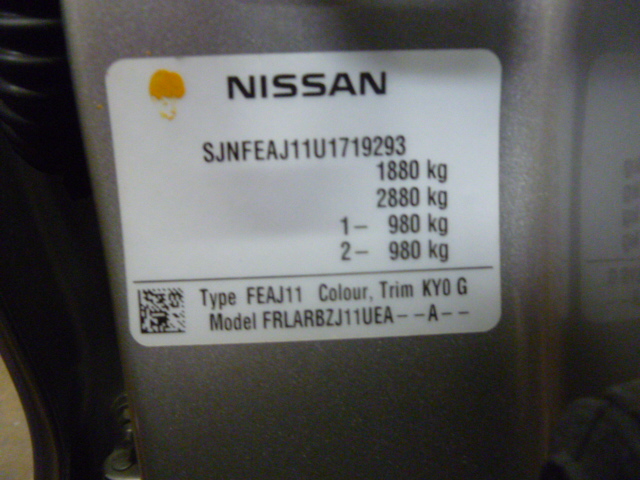 NISSAN
SJNFEAJ11U1719293
1880 kg
2880 kg
1- 980 kg
2- 980 kg
Type FEAJ11 Colour, Trim KY0 G
Model FRLARBZJ11UEA--A--